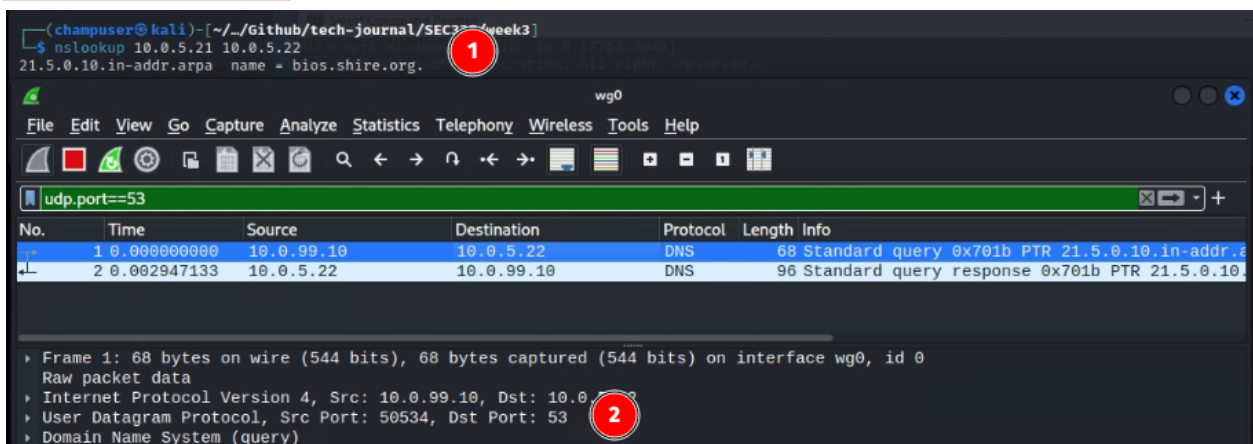 (champuser㉿kali)-[~/…/Github/tech-journal/SEC335/week3]
$ nslookup 10.0.5.21 10.0.5.22
21.5.0.10.in-addr.arpa name = bios.shire.org.
1
wg0
File Edit View Go Capture Analyze Statistics Telephony Wireless Tools Help
udp.port==53
No. Time Source Destination Protocol Length Info
1 0.000000000 10.0.99.10 10.0.5.22 DNS 68 Standard query 0x701b PTR 21.5.0.10.in-addr.a
2 0.002947133 10.0.5.22 10.0.99.10 DNS 96 Standard query response 0x701b PTR 21.5.0.10.
Frame 1: 68 bytes on wire (544 bits), 68 bytes captured (544 bits) on interface wg0, id 0
Raw packet data
Internet Protocol Version 4, Src: 10.0.99.10, Dst:
User Datagram Protocol, Src Port: 50534, Dst Port: 53
2
Domain Name System (query)